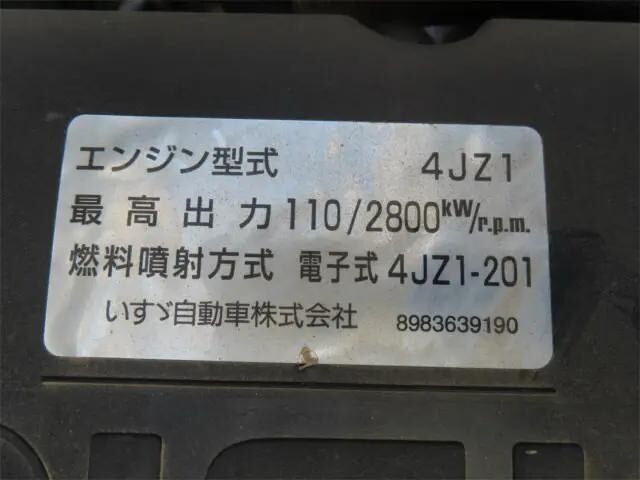 エンジン型式 4JZ1
最高出力 110/2800kW/r.p.m.
燃料噴射方式 電子式 4JZ1-201
いすゞ自動車株式会社 8983639190